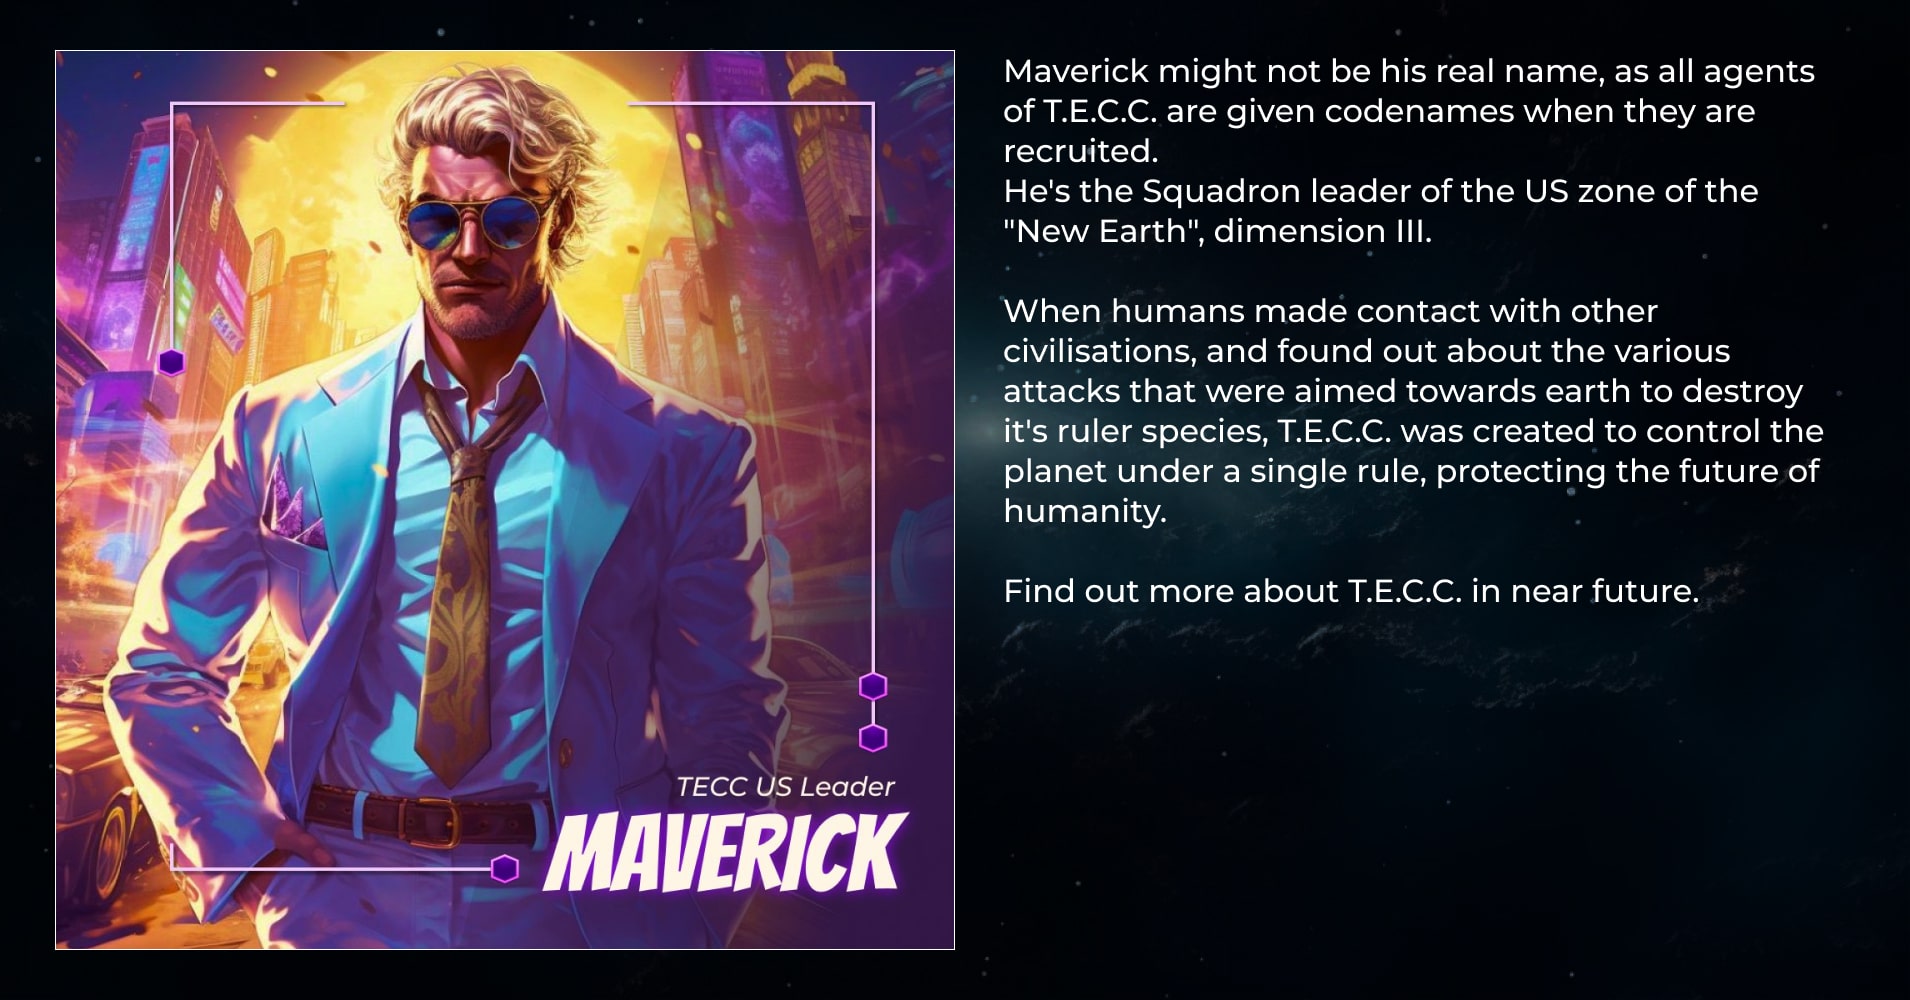 TECC US Leader
MAVERICK
Maverick might not be his real name, as all agents
of T.E.C.C. are given codenames when they are
recruited.
He's the Squadron leader of the US zone of the
"New Earth", dimension III.
When humans made contact with other
civilisations, and found out about the various
attacks that were aimed towards earth to destroy
it's ruler species, T.E.C.C. was created to control the
planet under a single rule, protecting the future of
humanity.
Find out more about T.E.C.C. in near future.